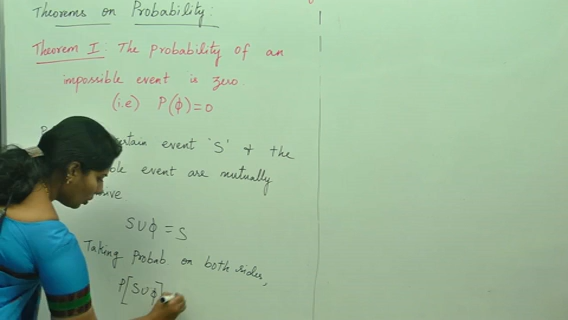 Theorems on Probability:
Theorem I: The probability of an
impossible event is zero.
(i.e) P(φ)=0
event 'S' & the
event are mutually
S∪φ = S
Taking Probab. on both sides,
P[S∪φ]